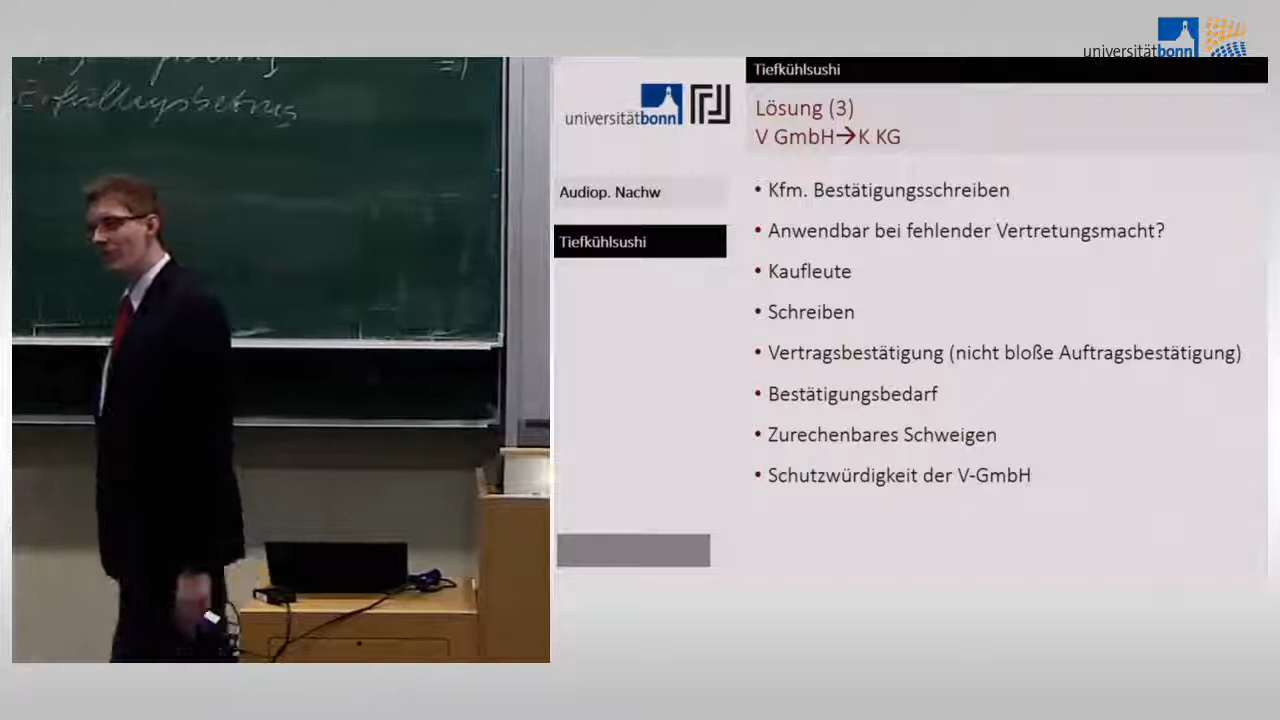 universitätbonn
Erfüllungsbetrug
universitätbonn
Audiop. Nachw
Tiefkühlsushi
Tiefkühlsushi
Lösung (3)
V GmbH→K KG
• Kfm. Bestätigungsschreiben
• Anwendbar bei fehlender Vertretungsmacht?
• Kaufleute
• Schreiben
• Vertragsbestätigung (nicht bloße Auftragsbestätigung)
• Bestätigungsbedarf
• Zurechenbares Schweigen
• Schutzwürdigkeit der V-GmbH